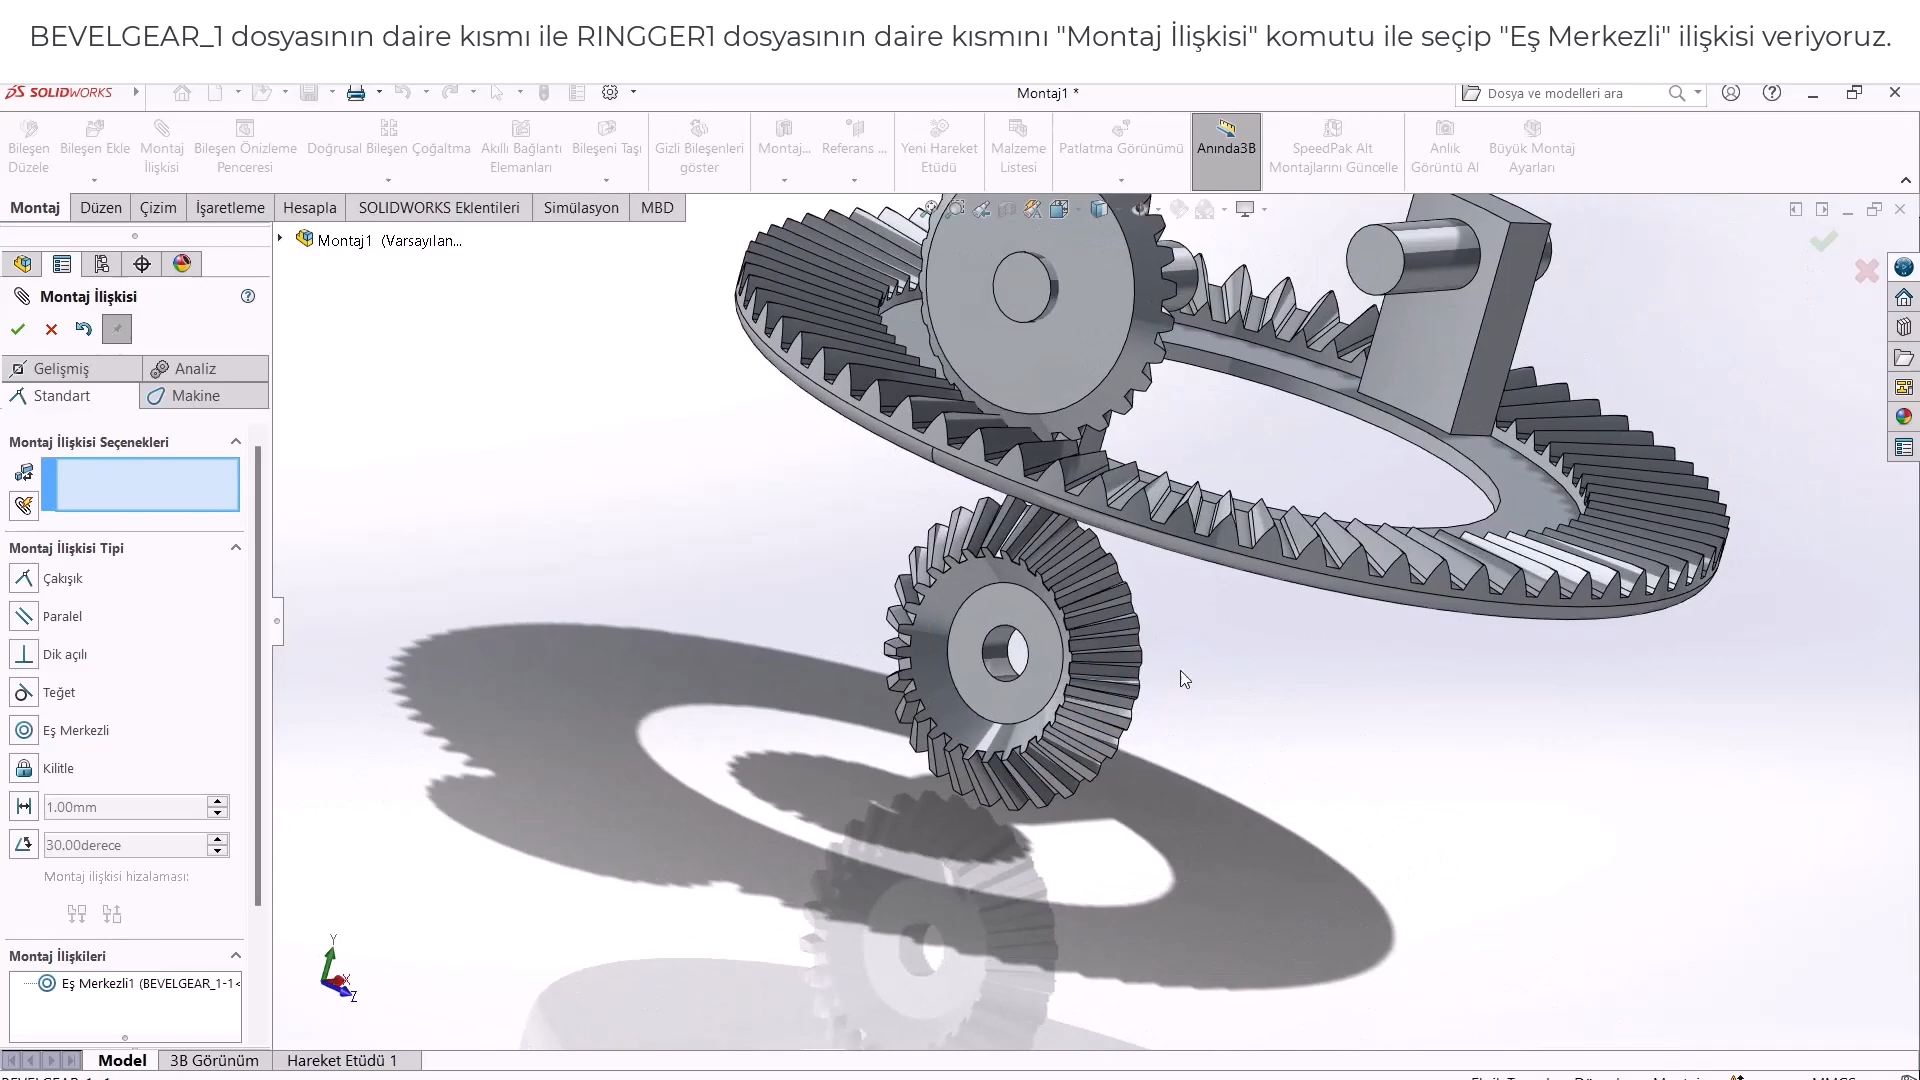 BEVELGEAR_1 dosyasının daire kısmı ile RINGGER1 dosyasının daire kısmını "Montaj İlişkisi" komutu ile seçip "Eş Merkezli" ilişkisi veriyoruz.
SOLIDWORKS
Montaj1 *
Dosya ve modelleri ara
Bileşen Düzele
Bileşen Ekle
Montaj İlişkisi
Bileşen Önizleme Penceresi
Doğrusal Bileşen Çoğaltma
Akıllı Bağlantı Elemanları
Bileşeni Taşı
Gizli Bileşenleri göster
Montaj...
Referans ...
Yeni Hareket Etüdü
Malzeme Listesi
Patlatma Görünümü
Anında3B
SpeedPak Alt Montajlarını Güncelle
Anlık Görüntü Al
Büyük Montaj Ayarları
Montaj
Düzen
Çizim
İşaretleme
Hesapla
SOLIDWORKS Eklentileri
Simülasyon
MBD
Montaj1 (Varsayılan...
Montaj İlişkisi
Gelişmiş
Analiz
Standart
Makine
Montaj İlişkisi Seçenekleri
Montaj İlişkisi Tipi
Çakışık
Paralel
Dik açılı
Teğet
Eş Merkezli
Kilitle
1.00mm
30.00derece
Montaj ilişkisi hizalaması:
Montaj İlişkileri
Eş Merkezli1 (BEVELGEAR_1-1<
Y
X
Z
Model
3B Görünüm
Hareket Etüdü 1